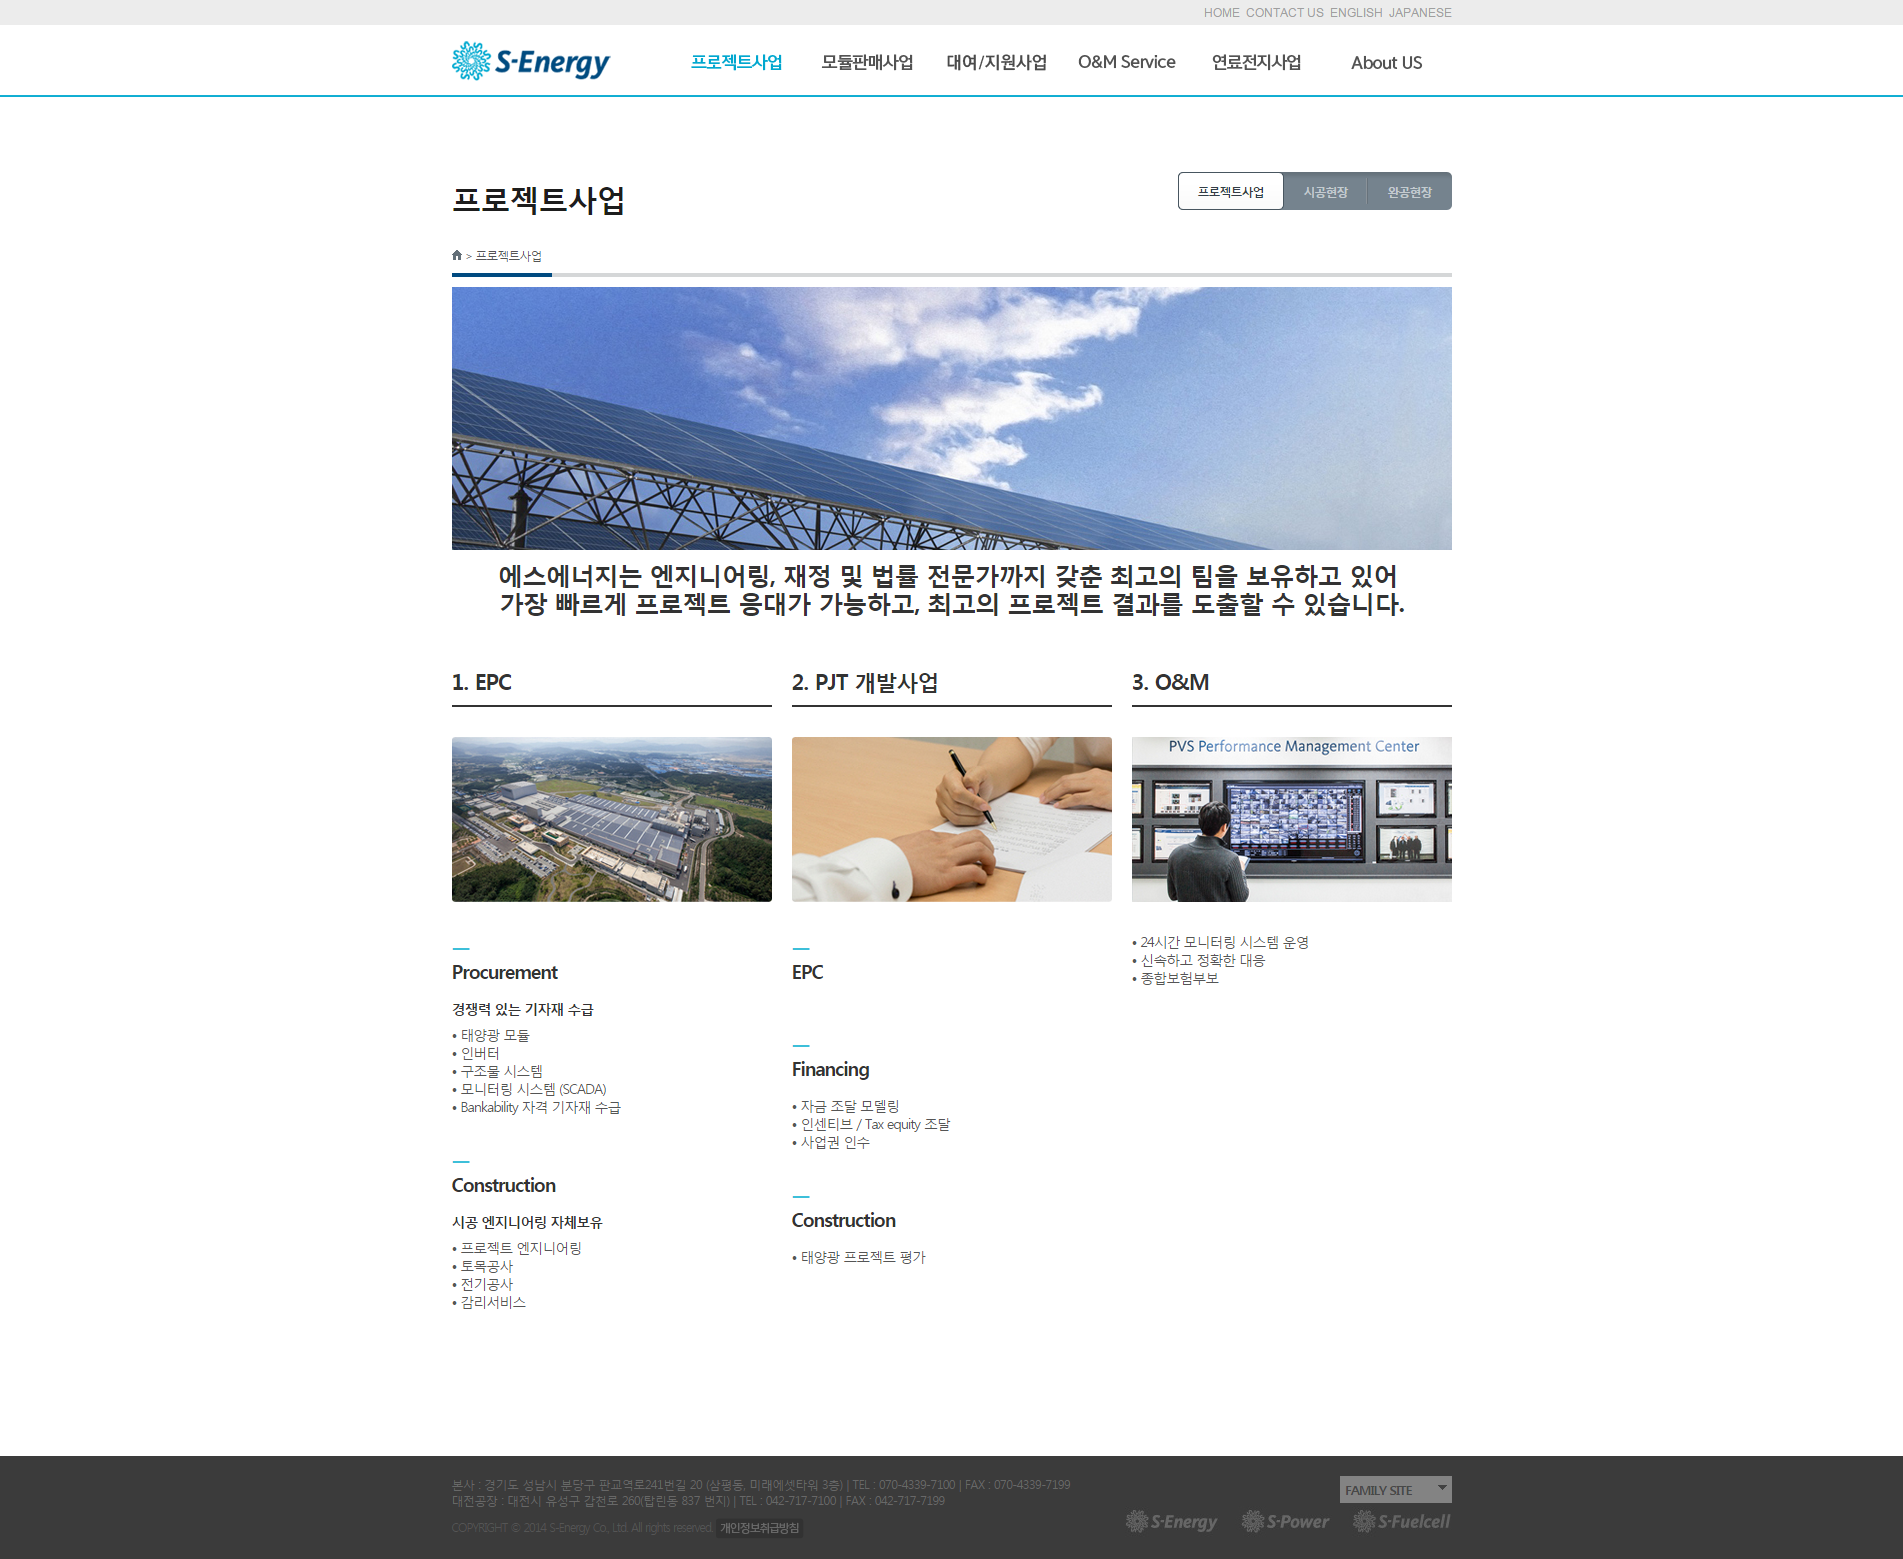 HOME CONTACT US ENGLISH JAPANESE
S-Energy 프로젝트사업 모듈판매사업 대여/지원사업 O&M Service 연료전지사업 About US
프로젝트사업
프로젝트사업 시공현장 완공현장
> 프로젝트사업
에스에너지는 엔지니어링, 재정 및 법률 전문가까지 갖춘 최고의 팀을 보유하고 있어
가장 빠르게 프로젝트 응대가 가능하고, 최고의 프로젝트 결과를 도출할 수 있습니다.
1. EPC
Procurement
경쟁력 있는 기자재 수급
• 태양광 모듈
• 인버터
• 구조물 시스템
• 모니터링 시스템 (SCADA)
• Bankability 자격 기자재 수급
Construction
시공 엔지니어링 자체보유
• 프로젝트 엔지니어링
• 토목공사
• 전기공사
• 감리서비스
2. PJT 개발사업
EPC
Financing
• 자금 조달 모델링
• 인센티브 / Tax equity 조달
• 사업권 인수
Construction
• 태양광 프로젝트 평가
3. O&M
PVS Performance Management Center
• 24시간 모니터링 시스템 운영
• 신속하고 정확한 대응
• 종합보험부보
본사 : 경기도 성남시 분당구 판교역로241번길 20 (삼평동, 미래에셋타워 3층) | TEL : 070-4339-7100 | FAX : 070-4339-7199
대전공장 : 대전시 유성구 갑천로 260(탑립동 837 번지) | TEL : 042-717-7100 | FAX : 042-717-7199
COPYRIGHT © 2014 S-Energy Co., Ltd. All rights reserved. 개인정보취급방침
FAMILY SITE
S-Energy S-Power S-Fuelcell